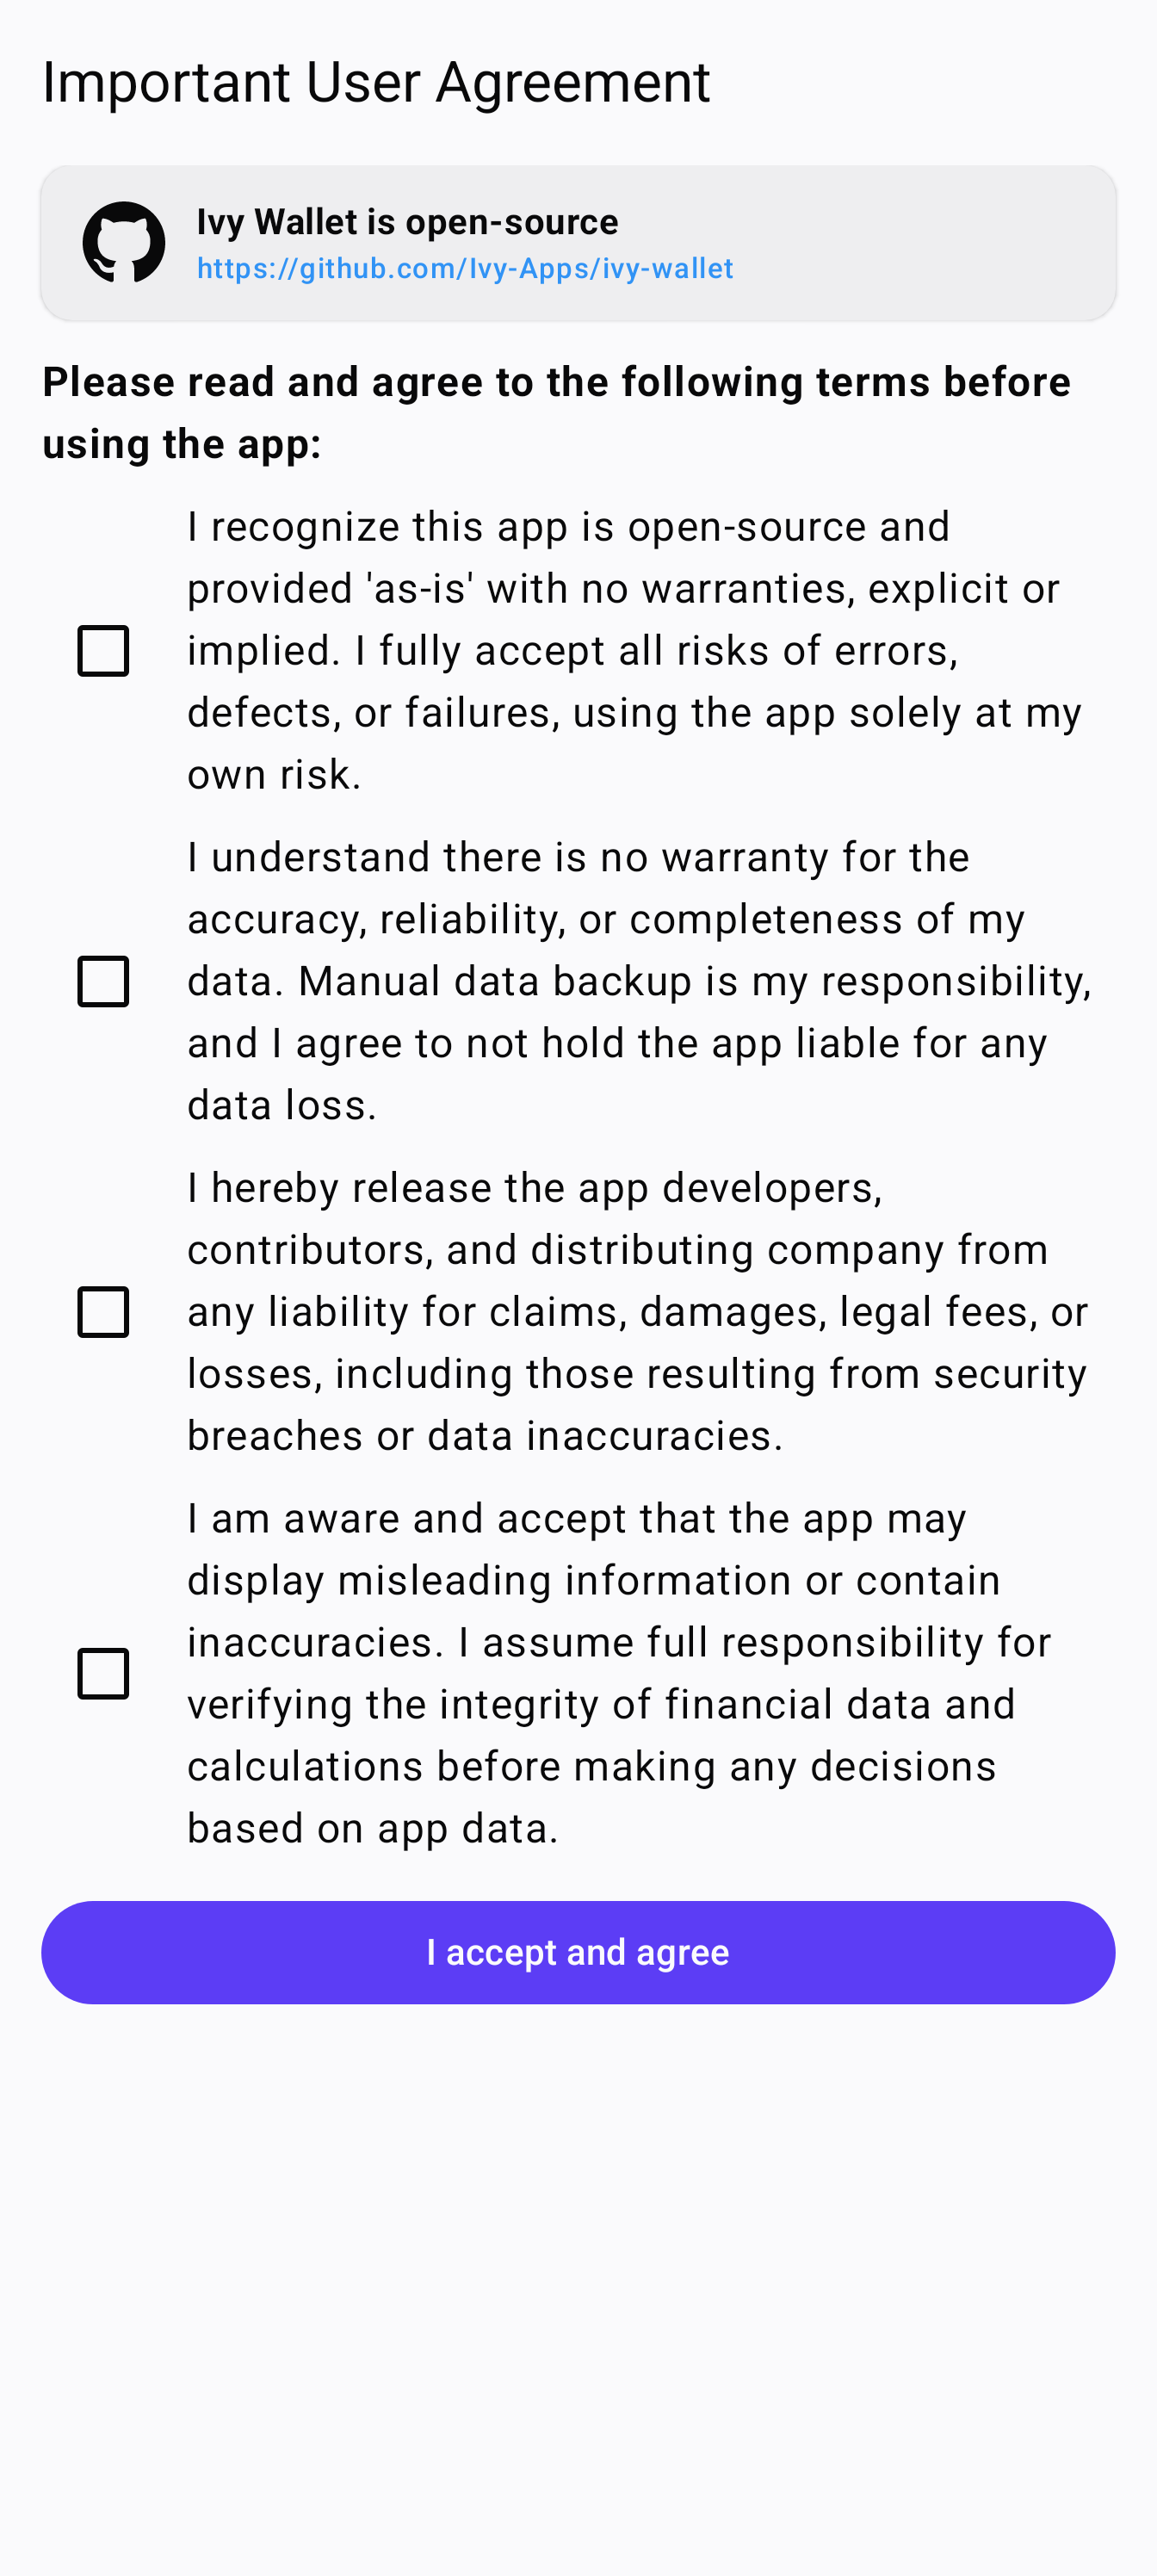 Important User Agreement
Ivy Wallet is open-source
https://github.com/Ivy-Apps/ivy-wallet
Please read and agree to the following terms before
using the app:
I recognize this app is open-source and
provided 'as-is' with no warranties, explicit or
implied. I fully accept all risks of errors,
defects, or failures, using the app solely at my
own risk.
I understand there is no warranty for the
accuracy, reliability, or completeness of my
data. Manual data backup is my responsibility,
and I agree to not hold the app liable for any
data loss.
I hereby release the app developers,
contributors, and distributing company from
any liability for claims, damages, legal fees, or
losses, including those resulting from security
breaches or data inaccuracies.
I am aware and accept that the app may
display misleading information or contain
inaccuracies. I assume full responsibility for
verifying the integrity of financial data and
calculations before making any decisions
based on app data.
I accept and agree